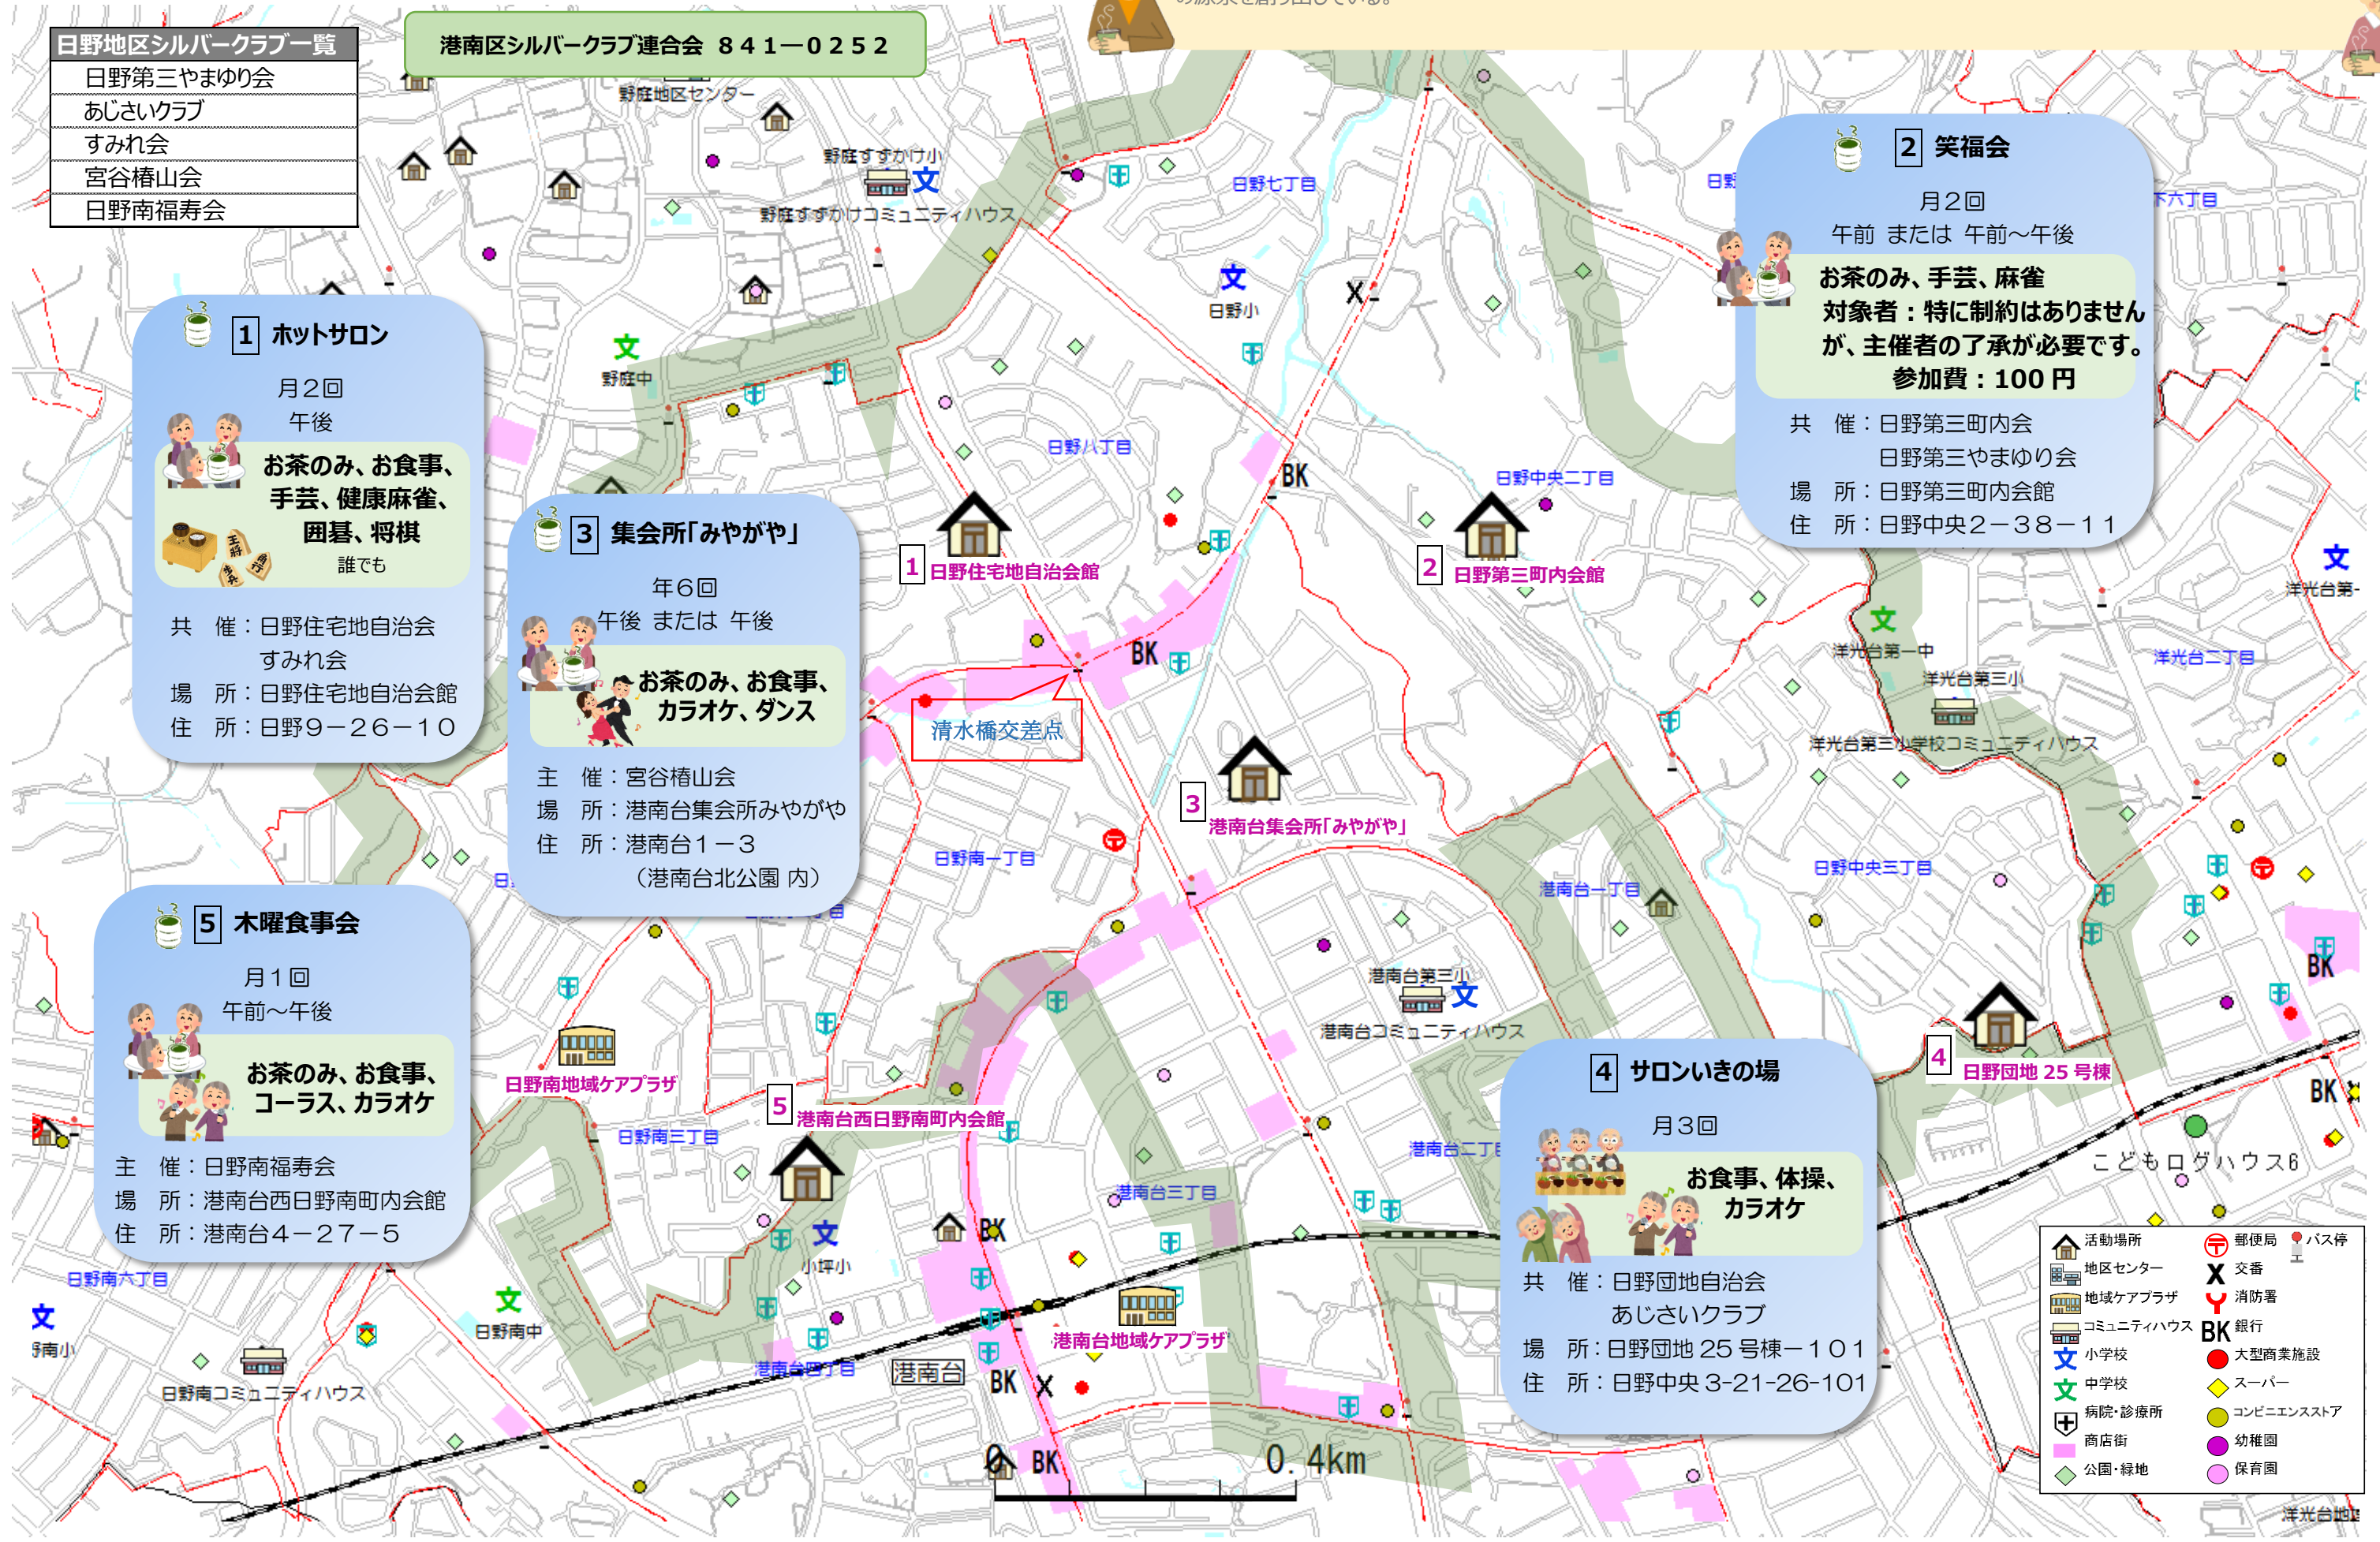 の源泉を創り出している。
日野地区シルバークラブ一覧
日野第三やまゆり会
あじさいクラブ
すみれ会
宮谷椿山会
日野南福寿会
港南区シルバークラブ連合会 ８４１―０２５２
1 ホットサロン
月２回
午後
お茶のみ、お食事、
手芸、健康麻雀、
囲碁、将棋
誰でも
共　催：日野住宅地自治会
すみれ会
場　所：日野住宅地自治会館
住　所：日野９－２６－１０
2 笑福会
月２回
午前 または 午前～午後
お茶のみ、手芸、麻雀
対象者：特に制約はありません
が、主催者の了承が必要です。
参加費：100 円
共　催：日野第三町内会
日野第三やまゆり会
場　所：日野第三町内会館
住　所：日野中央２－３８－１１
3 集会所「みやがや」
年６回
午後 または 午後
お茶のみ、お食事、
カラオケ、ダンス
主　催：宮谷椿山会
場　所：港南台集会所みやがや
住　所：港南台１－３
（港南台北公園 内）
5 木曜食事会
月１回
午前～午後
お茶のみ、お食事、
コーラス、カラオケ
主　催：日野南福寿会
場　所：港南台西日野南町内会館
住　所：港南台４－２７－５
4 サロンいきの場
月３回
お食事、体操、
カラオケ
共　催：日野団地自治会
あじさいクラブ
場　所：日野団地 25 号棟－１０１
住　所：日野中央 3-21-26-101
野庭地区センター
野庭すずかけ小
文
野庭すずかけコミュニティハウス
日野七丁目
文
日野小
X
下六丁目
文
野庭中
日野八丁目
BK
日野中央二丁目
1 日野住宅地自治会館
2 日野第三町内会館
文
洋光台第一中
文
洋光台第三小
洋光台第三小学校コミュニティハウス
洋光台二丁目
BK
清水橋交差点
3
港南台集会所「みやがや」
日野南一丁目
港南台一丁目
日野中央三丁目
港南台第三小
文
港南台コミュニティハウス
BK
4
日野団地 25 号棟
日野南地域ケアプラザ
5 港南台西日野南町内会館
日野南三丁目
BK
港南台三丁目
こどもログハウス6
BK
文
小坪小
日野南六丁目
文
文
日野南中
日野南コミュニティハウス
港南台地域ケアプラザ
港南台四丁目
港南台
BK
X
BK
0
0.4km
活動場所
地区センター
地域ケアプラザ
コミュニティハウス
文 小学校
文 中学校
病院・診療所
商店街
公園・緑地
郵便局
バス停
X 交番
消防署
BK 銀行
大型商業施設
スーパー
コンビニエンスストア
幼稚園
保育園